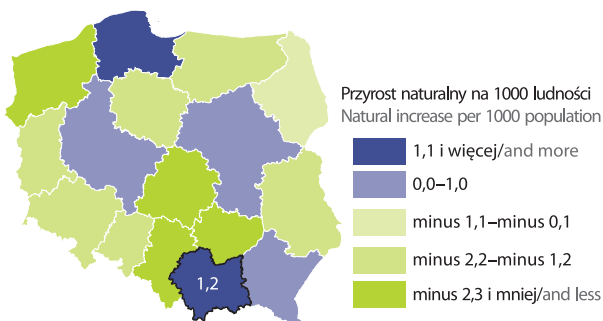 Przyrost naturalny na 1000 ludności
Natural increase per 1000 population
1,1 i więcej/and more
0,0–1,0
minus 1,1–minus 0,1
minus 2,2–minus 1,2
minus 2,3 i mniej/and less
1,2